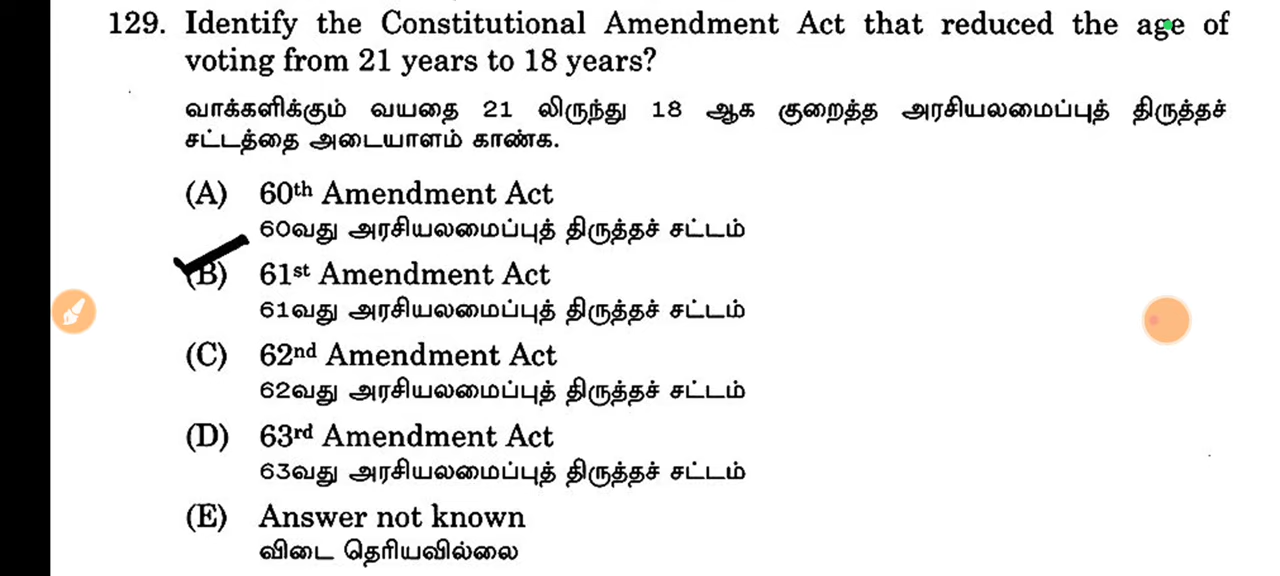 129. Identify the Constitutional Amendment Act that reduced the age of
voting from 21 years to 18 years?
வாக்களிக்கும் வயதை 21 லிருந்து 18 ஆக குறைத்த அரசியலமைப்புத் திருத்தச்
சட்டத்தை அடையாளம் காண்க.
(A) 60th Amendment Act
60வது அரசியலமைப்புத் திருத்தச் சட்டம்
(B) 61st Amendment Act
61வது அரசியலமைப்புத் திருத்தச் சட்டம்
(C) 62nd Amendment Act
62வது அரசியலமைப்புத் திருத்தச் சட்டம்
(D) 63rd Amendment Act
63வது அரசியலமைப்புத் திருத்தச் சட்டம்
(E) Answer not known
விடை தெரியவில்லை